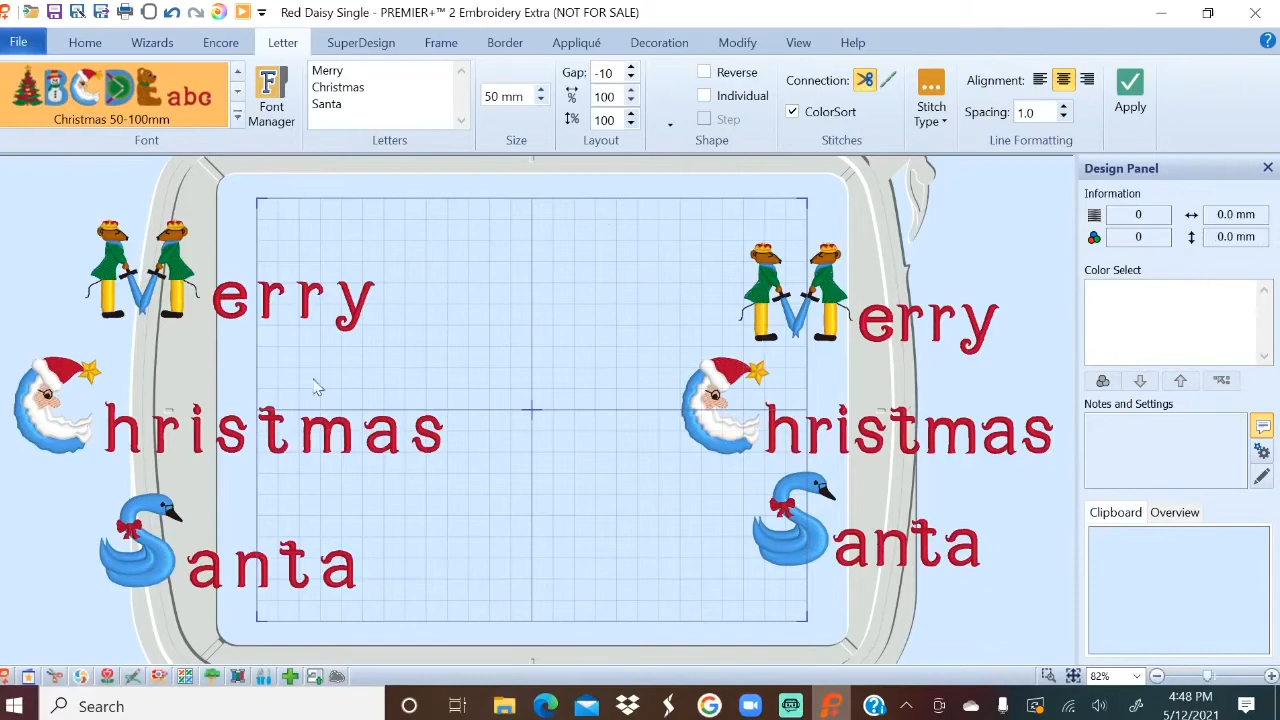 Red Daisy Single - PREMIER+™ 2 Embroidery Extra (NOT FOR SALE)
File Home Wizards Encore Letter SuperDesign Frame Border Appliqué Decoration Modify View Help
BCDE abc
Christmas 50-100mm
Font
Font Manager
Merry
Christmas
Santa
Letters
50 mm
Size
Gap: -10
% 100
% 100
Layout
Reverse
Individual
Step
Shape
Connection:
ColorSort
Stitches
Stitch Type
Alignment:
Spacing: 1.0
Line Formatting
Apply
Merry
Christmas
Santa
Merry
Christmas
Santa
Design Panel
Information
0 0.0 mm
0 0.0 mm
Color Select
Notes and Settings
Clipboard Overview
82%
Search
4:48 PM
5/12/2021